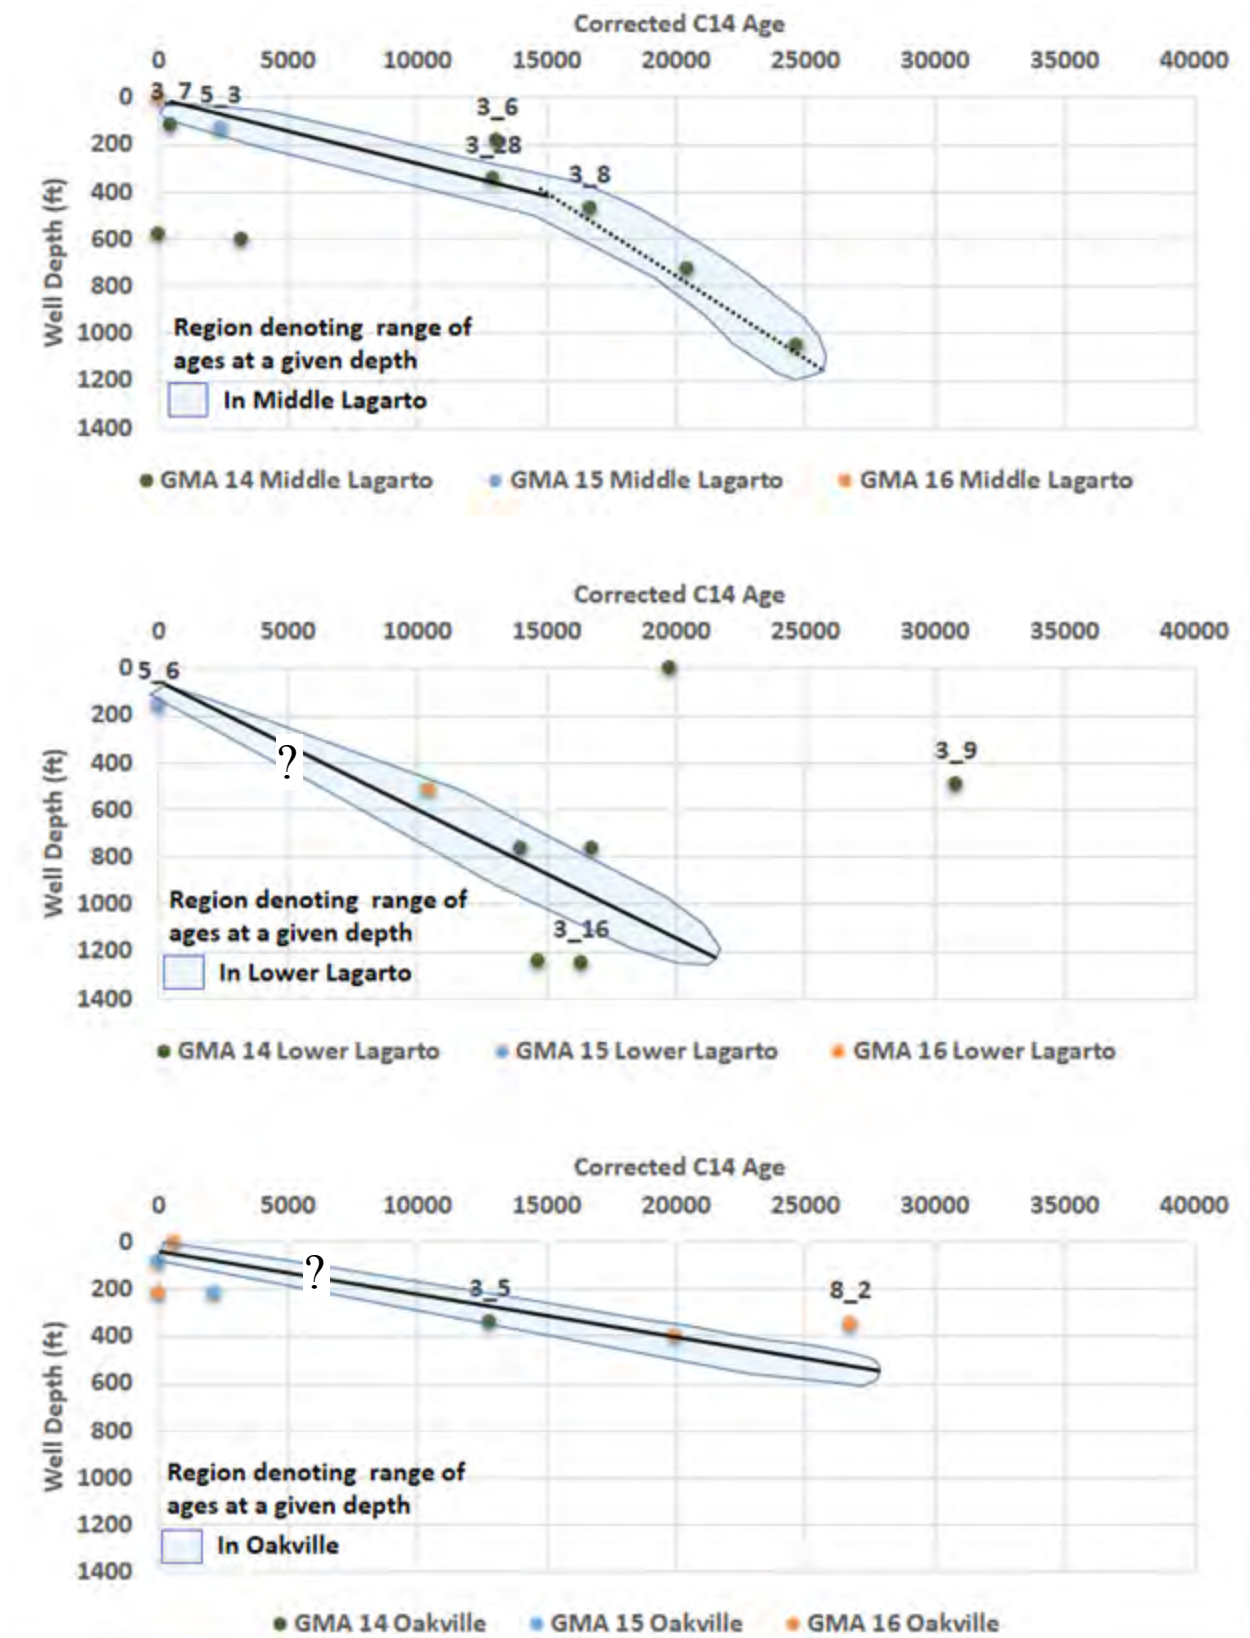 Corrected C14 Age
0 5000 10000 15000 20000 25000 30000 35000 40000
Well Depth (ft)
0
200
400
600
800
1000
1200
1400
3_7 5_3
3_6
3_28
3_8
Region denoting range of
ages at a given depth
In Middle Lagarto
GMA 14 Middle Lagarto GMA 15 Middle Lagarto GMA 16 Middle Lagarto
Corrected C14 Age
0 5000 10000 15000 20000 25000 30000 35000 40000
Well Depth (ft)
0
200
400
600
800
1000
1200
1400
5_6
?
3_9
3_16
Region denoting range of
ages at a given depth
In Lower Lagarto
GMA 14 Lower Lagarto GMA 15 Lower Lagarto GMA 16 Lower Lagarto
Corrected C14 Age
0 5000 10000 15000 20000 25000 30000 35000 40000
Well Depth (ft)
0
200
400
600
800
1000
1200
1400
?
3_5
8_2
Region denoting range of
ages at a given depth
In Oakville
GMA 14 Oakville GMA 15 Oakville GMA 16 Oakville